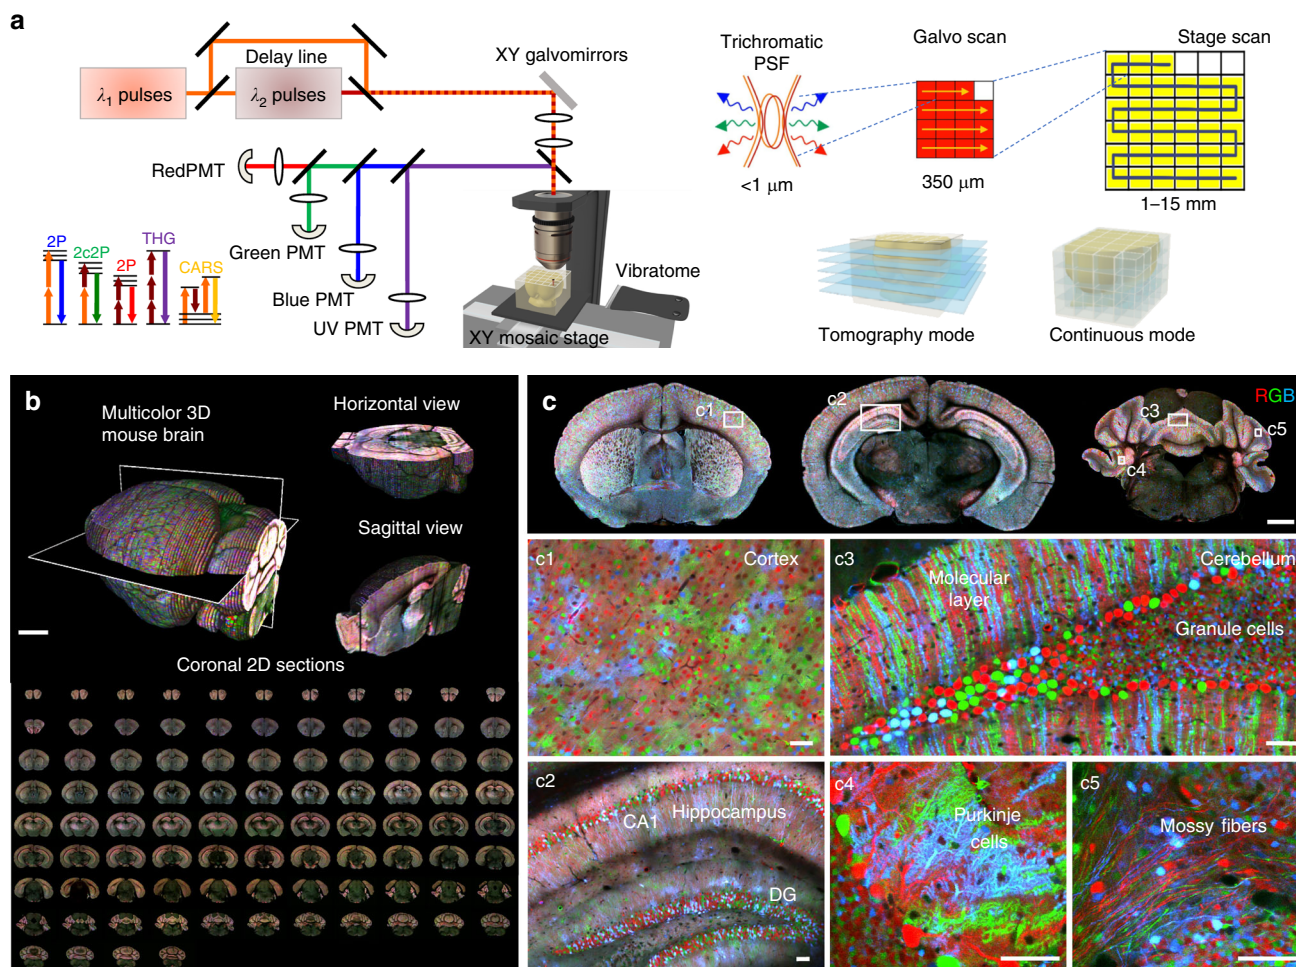 a
Delay line
λ1 pulses
λ2 pulses
XY galvomirrors
Trichromatic
PSF
Galvo scan
Stage scan
<1 μm
350 μm
1–15 mm
RedPMT
Green PMT
Blue PMT
UV PMT
2P
2c2P
2P
THG
CARS
Vibratome
XY mosaic stage
Tomography mode
Continuous mode
b
Multicolor 3D
mouse brain
Horizontal view
Sagittal view
Coronal 2D sections
c
RGB
c1
c2
c3
c4
c5
c1
Cortex
c3
Molecular
layer
Cerebellum
Granule cells
c2
CA1
Hippocampus
DG
c4
Purkinje
cells
c5
Mossy fibers